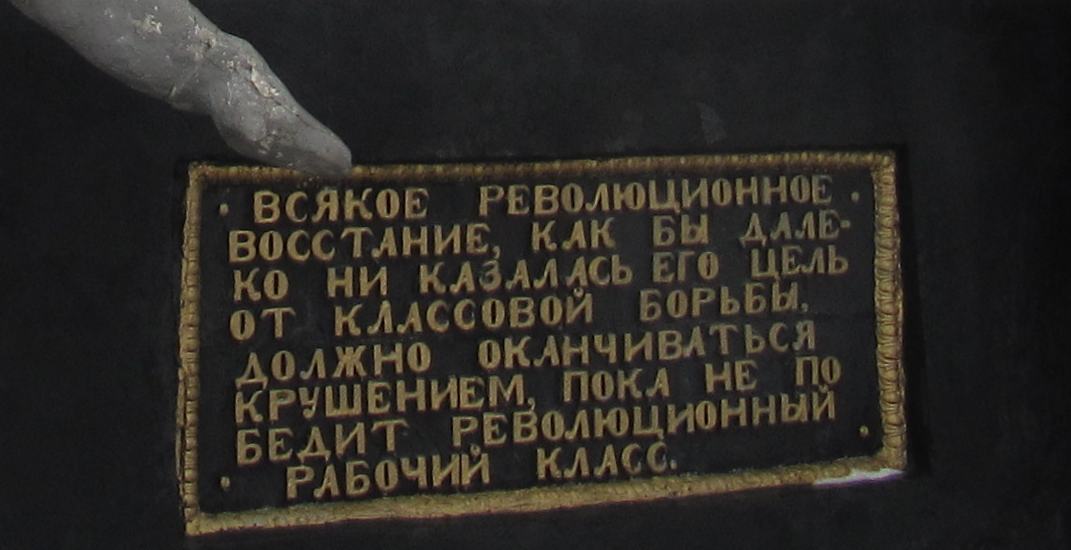 · ВСЯКОЕ РЕВОЛЮЦИОННОЕ ·
ВОССТАНИЕ, КАК БЫ ДАЛЕ-
КО НИ КАЗАЛАСЬ ЕГО ЦЕЛЬ
ОТ КЛАССОВОЙ БОРЬБЫ,
ДОЛЖНО ОКАНЧИВАТЬСЯ
КРУШЕНИЕМ, ПОКА НЕ ПО
БЕДИТ РЕВОЛЮЦИОННЫЙ
· РАБОЧИЙ КЛАСС. ·